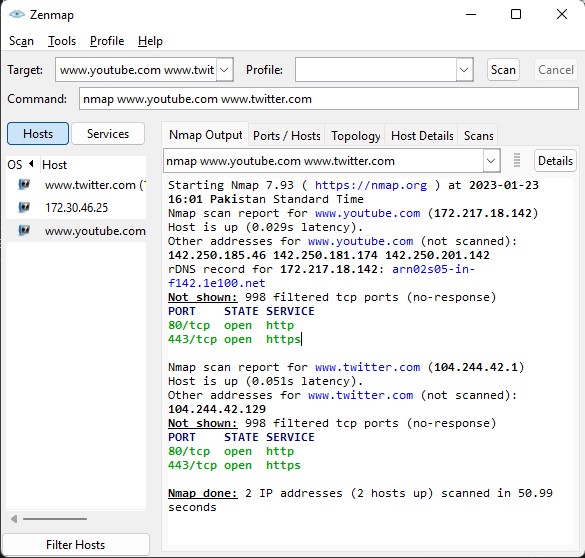 Zenmap
Scan Tools Profile Help
Target: www.youtube.com www.twit Profile: Scan Cancel
Command: nmap www.youtube.com www.twitter.com
Hosts Services
Nmap Output Ports / Hosts Topology Host Details Scans
OS Host
nmap www.youtube.com www.twitter.com Details
www.twitter.com (
172.30.46.25
www.youtube.com
Starting Nmap 7.93 ( https://nmap.org ) at 2023-01-23
16:01 Pakistan Standard Time
Nmap scan report for www.youtube.com (172.217.18.142)
Host is up (0.029s latency).
Other addresses for www.youtube.com (not scanned):
142.250.185.46 142.250.181.174 142.250.201.142
rDNS record for 172.217.18.142: arn02s05-in-
f142.1e100.net
Not shown: 998 filtered tcp ports (no-response)
PORT STATE SERVICE
80/tcp open http
443/tcp open https
Nmap scan report for www.twitter.com (104.244.42.1)
Host is up (0.051s latency).
Other addresses for www.twitter.com (not scanned):
104.244.42.129
Not shown: 998 filtered tcp ports (no-response)
PORT STATE SERVICE
80/tcp open http
443/tcp open https
Nmap done: 2 IP addresses (2 hosts up) scanned in 50.99
seconds
Filter Hosts